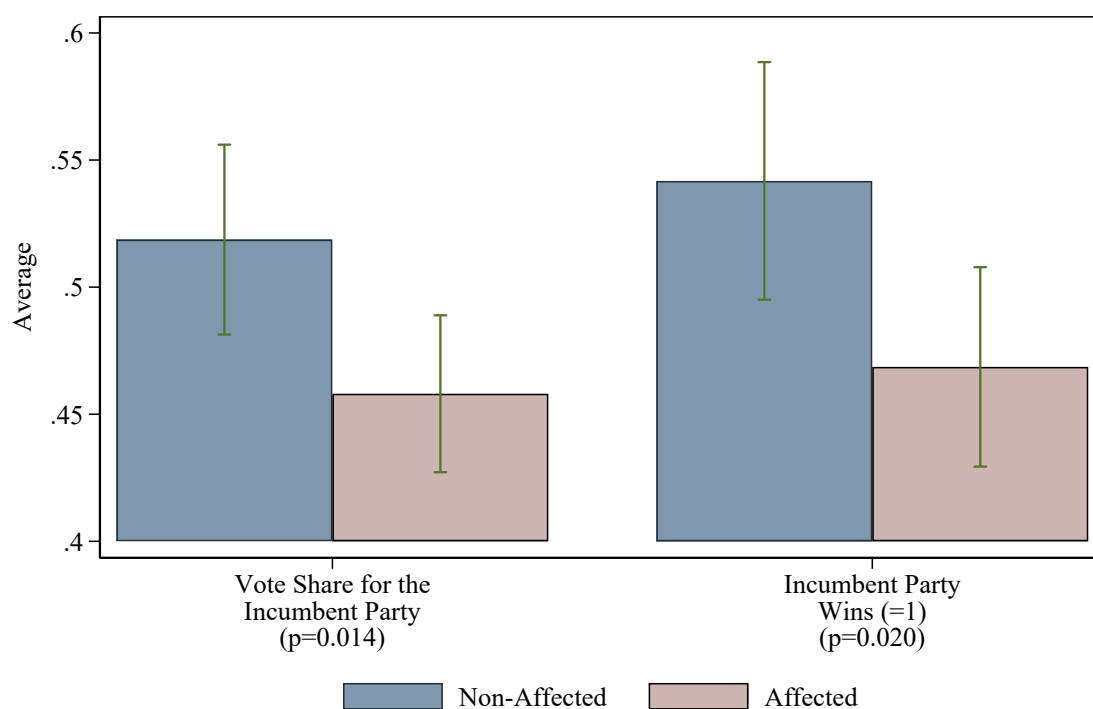 .6
.55
.5
.45
.4
Average
Vote Share for the
Incumbent Party
(p=0.014)
Incumbent Party
Wins (=1)
(p=0.020)
Non-Affected
Affected